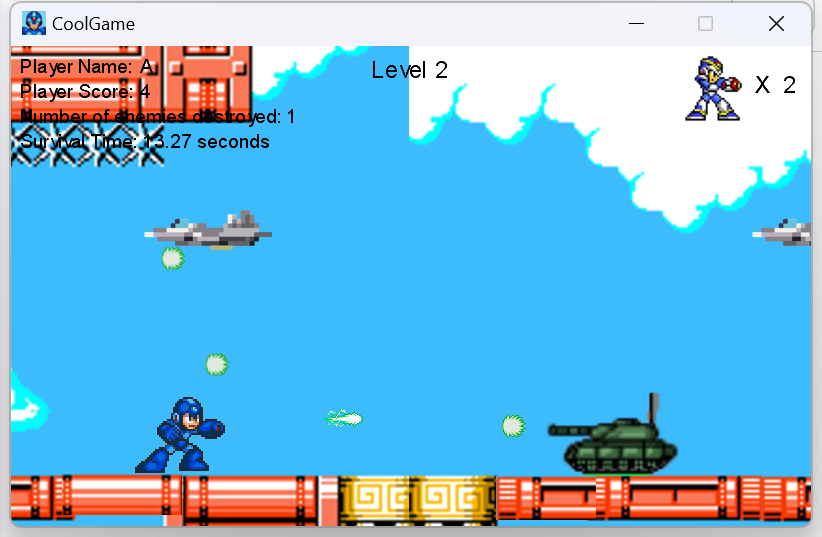 CoolGame
Player Name: A
Level 2
Player Score: 4
X 2
Number of enemies destroyed: 1
Survival Time: 13.27 seconds